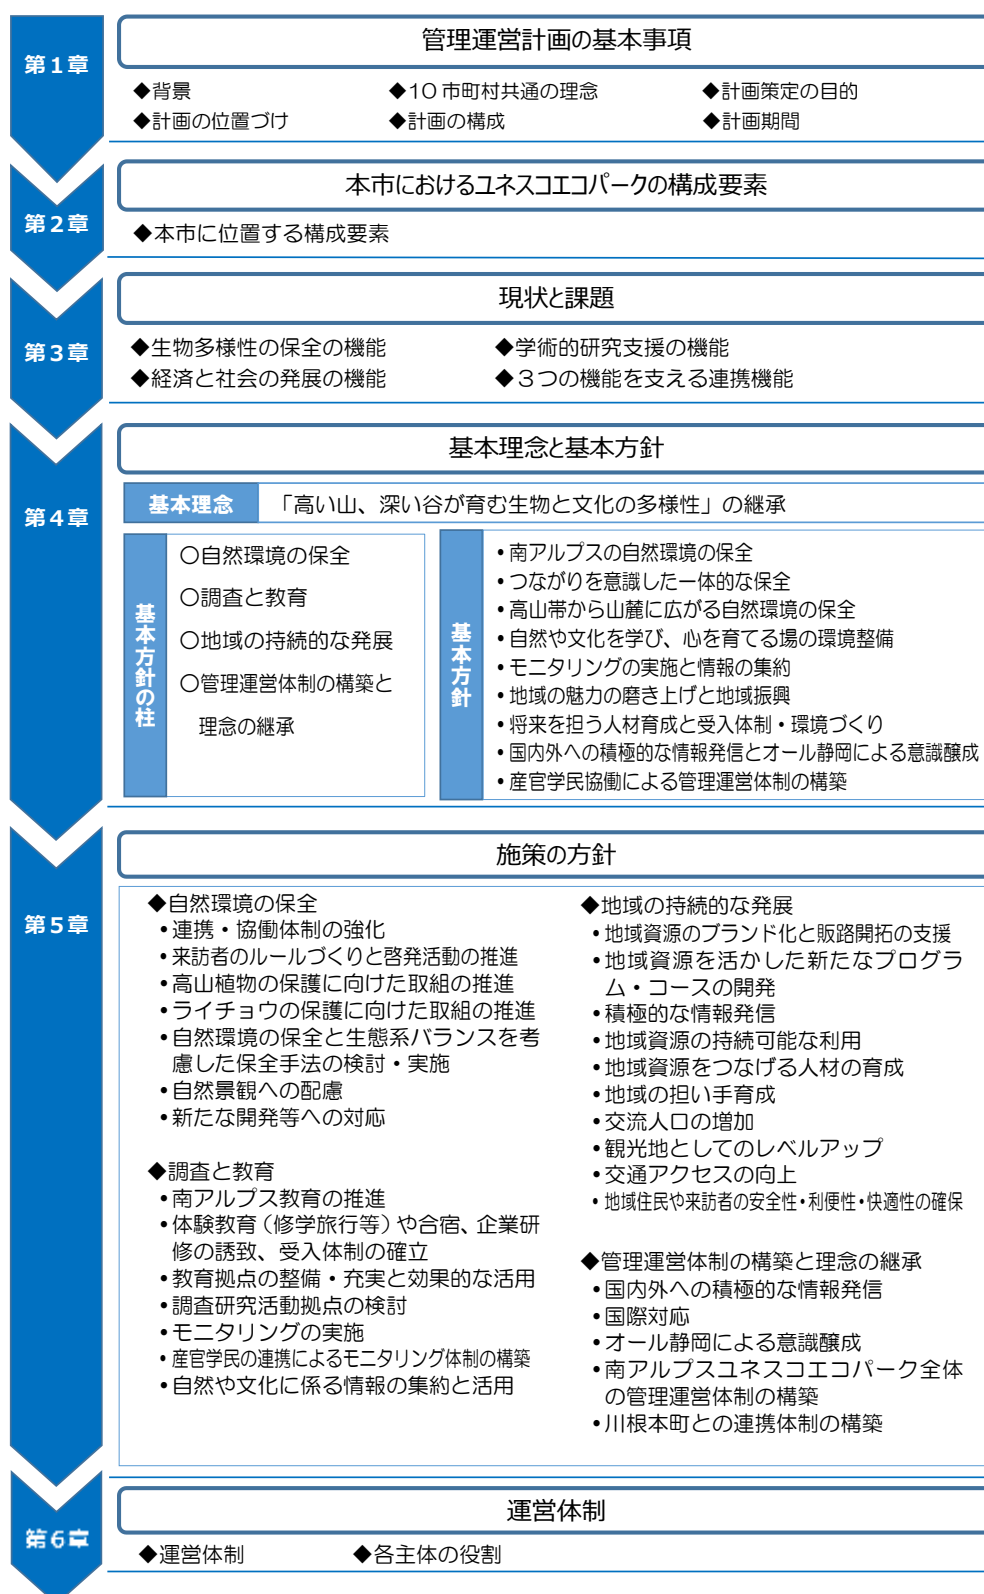 第1章
管理運営計画の基本事項
◆背景
◆10市町村共通の理念
◆計画策定の目的
◆計画の位置づけ
◆計画の構成
◆計画期間
第2章
本市におけるユネスコエコパークの構成要素
◆本市に位置する構成要素
第3章
現状と課題
◆生物多様性の保全の機能
◆学術的研究支援の機能
◆経済と社会の発展の機能
◆3つの機能を支える連携機能
第4章
基本理念と基本方針
基本理念
「高い山、深い谷が育む生物と文化の多様性」の継承
基本方針の柱
〇自然環境の保全
〇調査と教育
〇地域の持続的な発展
〇管理運営体制の構築と
理念の継承
基本方針
•南アルプスの自然環境の保全
•つながりを意識した一体的な保全
•高山帯から山麓に広がる自然環境の保全
•自然や文化を学び、心を育てる場の環境整備
•モニタリングの実施と情報の集約
•地域の魅力の磨き上げと地域振興
•将来を担う人材育成と受入体制・環境づくり
•国内外への積極的な情報発信とオール静岡による意識醸成
•産官学民協働による管理運営体制の構築
第5章
施策の方針
◆自然環境の保全
•連携・協働体制の強化
•来訪者のルールづくりと啓発活動の推進
•高山植物の保護に向けた取組の推進
•ライチョウの保護に向けた取組の推進
•自然環境の保全と生態系バランスを考
慮した保全手法の検討・実施
•自然景観への配慮
•新たな開発等への対応
◆調査と教育
•南アルプス教育の推進
•体験教育（修学旅行等）や合宿、企業研
修の誘致、受入体制の確立
•教育拠点の整備・充実と効果的な活用
•調査研究活動拠点の検討
•モニタリングの実施
•産官学民の連携によるモニタリング体制の構築
•自然や文化に係る情報の集約と活用
◆地域の持続的な発展
•地域資源のブランド化と販路開拓の支援
•地域資源を活かした新たなプログラ
ム・コースの開発
•積極的な情報発信
•地域資源の持続可能な利用
•地域資源をつなげる人材の育成
•地域の担い手育成
•交流人口の増加
•観光地としてのレベルアップ
•交通アクセスの向上
•地域住民や来訪者の安全性・利便性・快適性の確保
◆管理運営体制の構築と理念の継承
•国内外への積極的な情報発信
•国際対応
•オール静岡による意識醸成
•南アルプスユネスコエコパーク全体
の管理運営体制の構築
•川根本町との連携体制の構築
第6章
運営体制
◆運営体制
◆各主体の役割